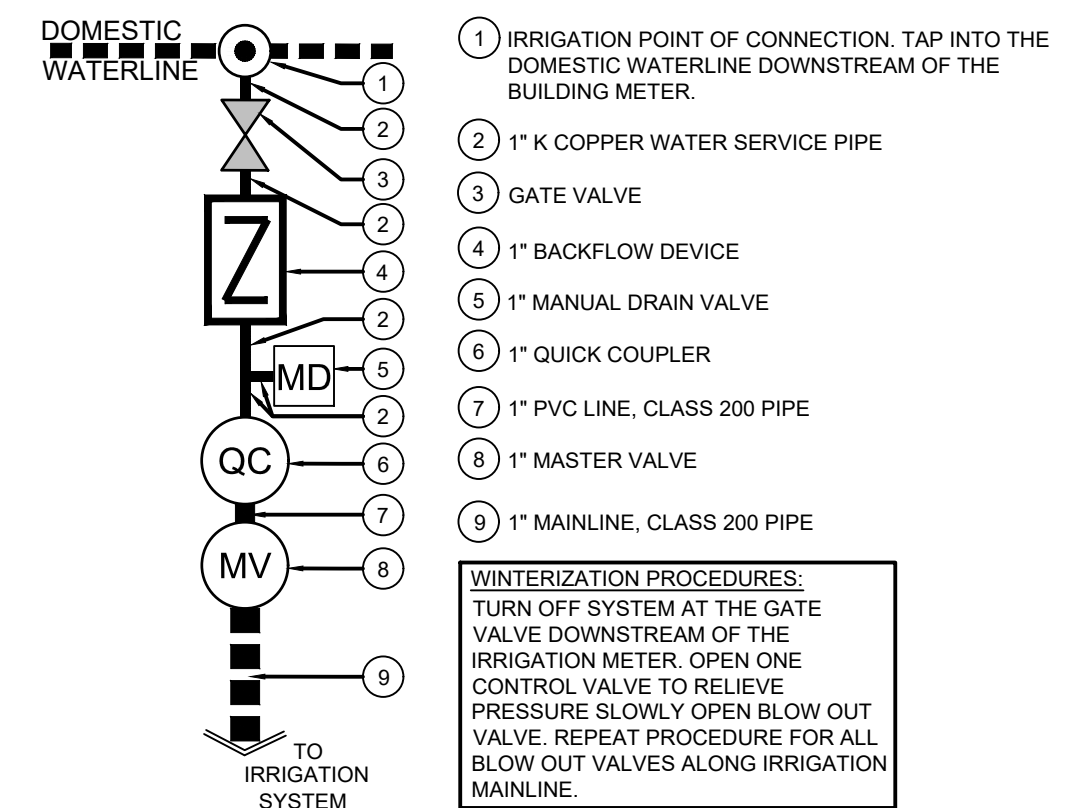 DOMESTIC
WATERLINE
1
2
3
2
Z
4
2
MD
5
2
QC
6
7
MV
8
9
TO
IRRIGATION
SYSTEM
1 IRRIGATION POINT OF CONNECTION. TAP INTO THE
DOMESTIC WATERLINE DOWNSTREAM OF THE
BUILDING METER.
2 1" K COPPER WATER SERVICE PIPE
3 GATE VALVE
4 1" BACKFLOW DEVICE
5 1" MANUAL DRAIN VALVE
6 1" QUICK COUPLER
7 1" PVC LINE, CLASS 200 PIPE
8 1" MASTER VALVE
9 1" MAINLINE, CLASS 200 PIPE
WINTERIZATION PROCEDURES:
TURN OFF SYSTEM AT THE GATE
VALVE DOWNSTREAM OF THE
IRRIGATION METER. OPEN ONE
CONTROL VALVE TO RELIEVE
PRESSURE SLOWLY OPEN BLOW OUT
VALVE. REPEAT PROCEDURE FOR ALL
BLOW OUT VALVES ALONG IRRIGATION
MAINLINE.